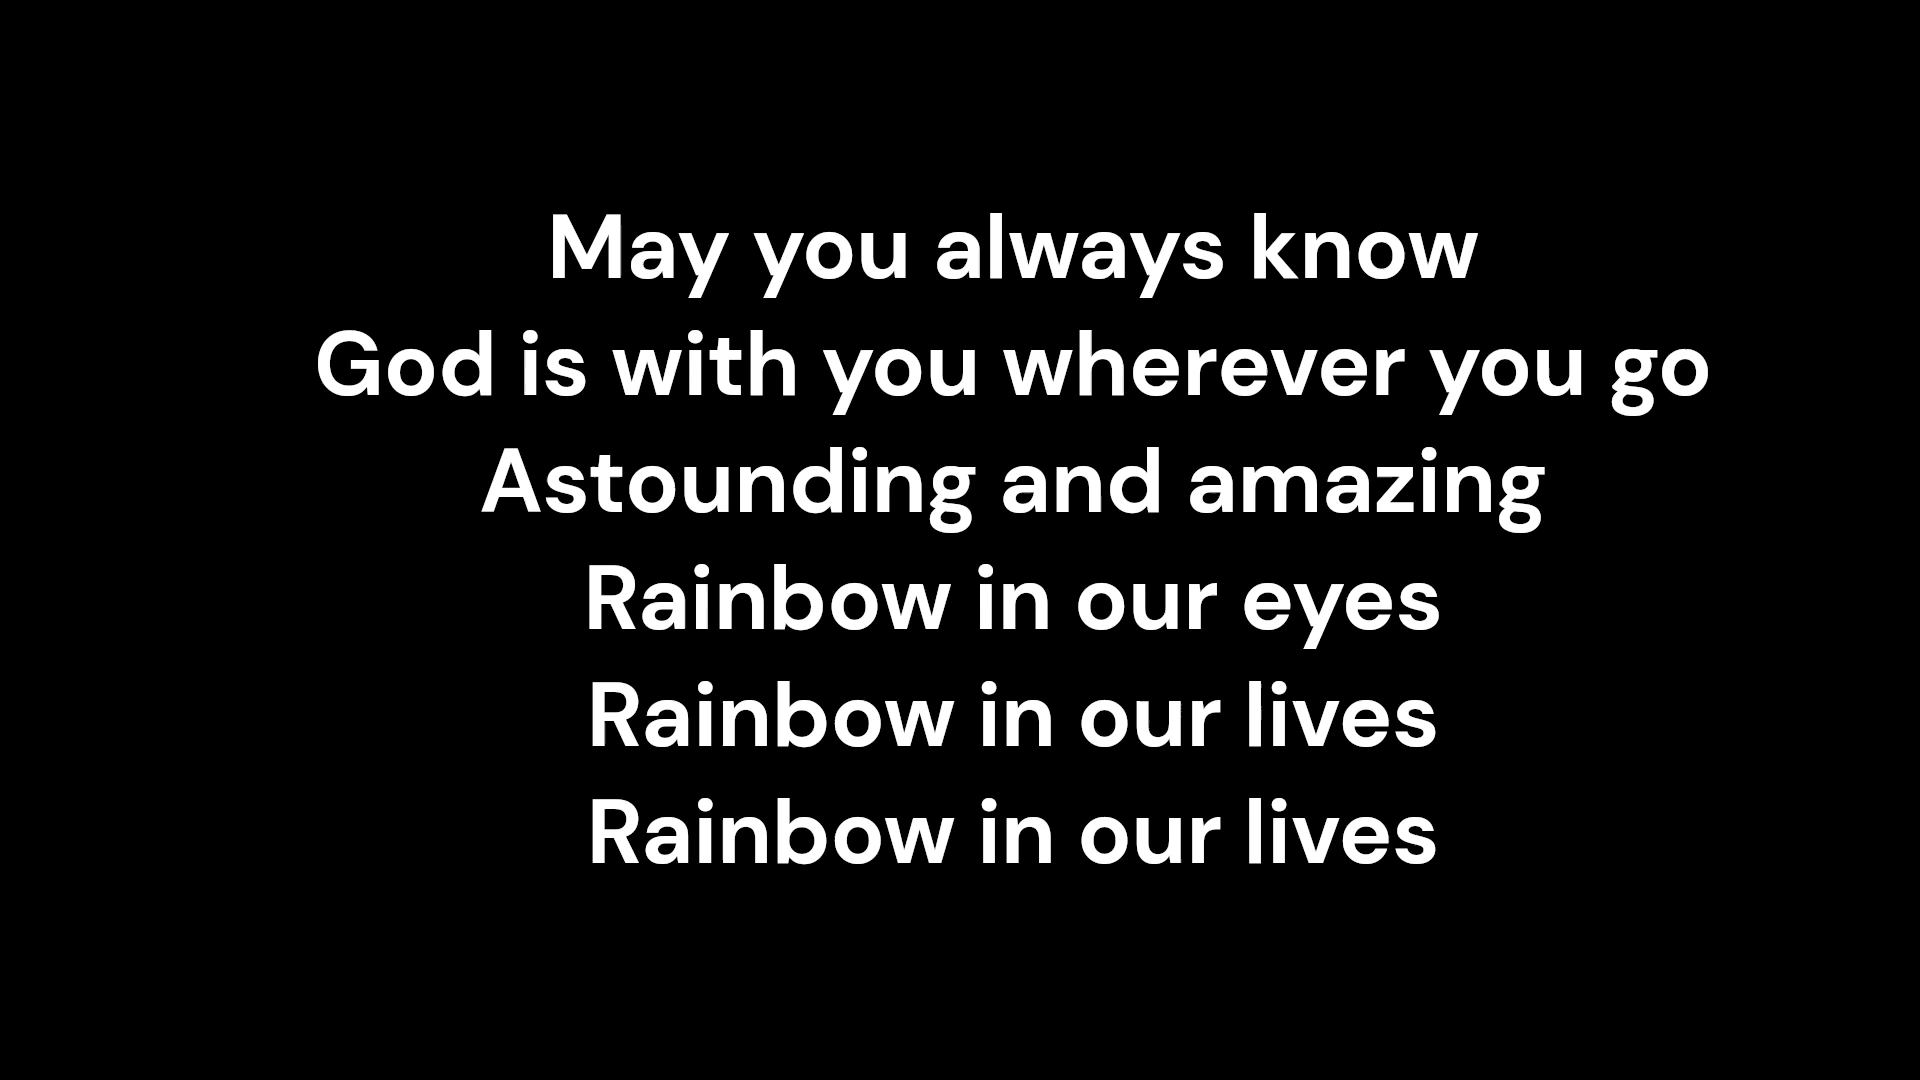 May you always know
God is with you wherever you go
Astounding and amazing
Rainbow in our eyes
Rainbow in our lives
Rainbow in our lives